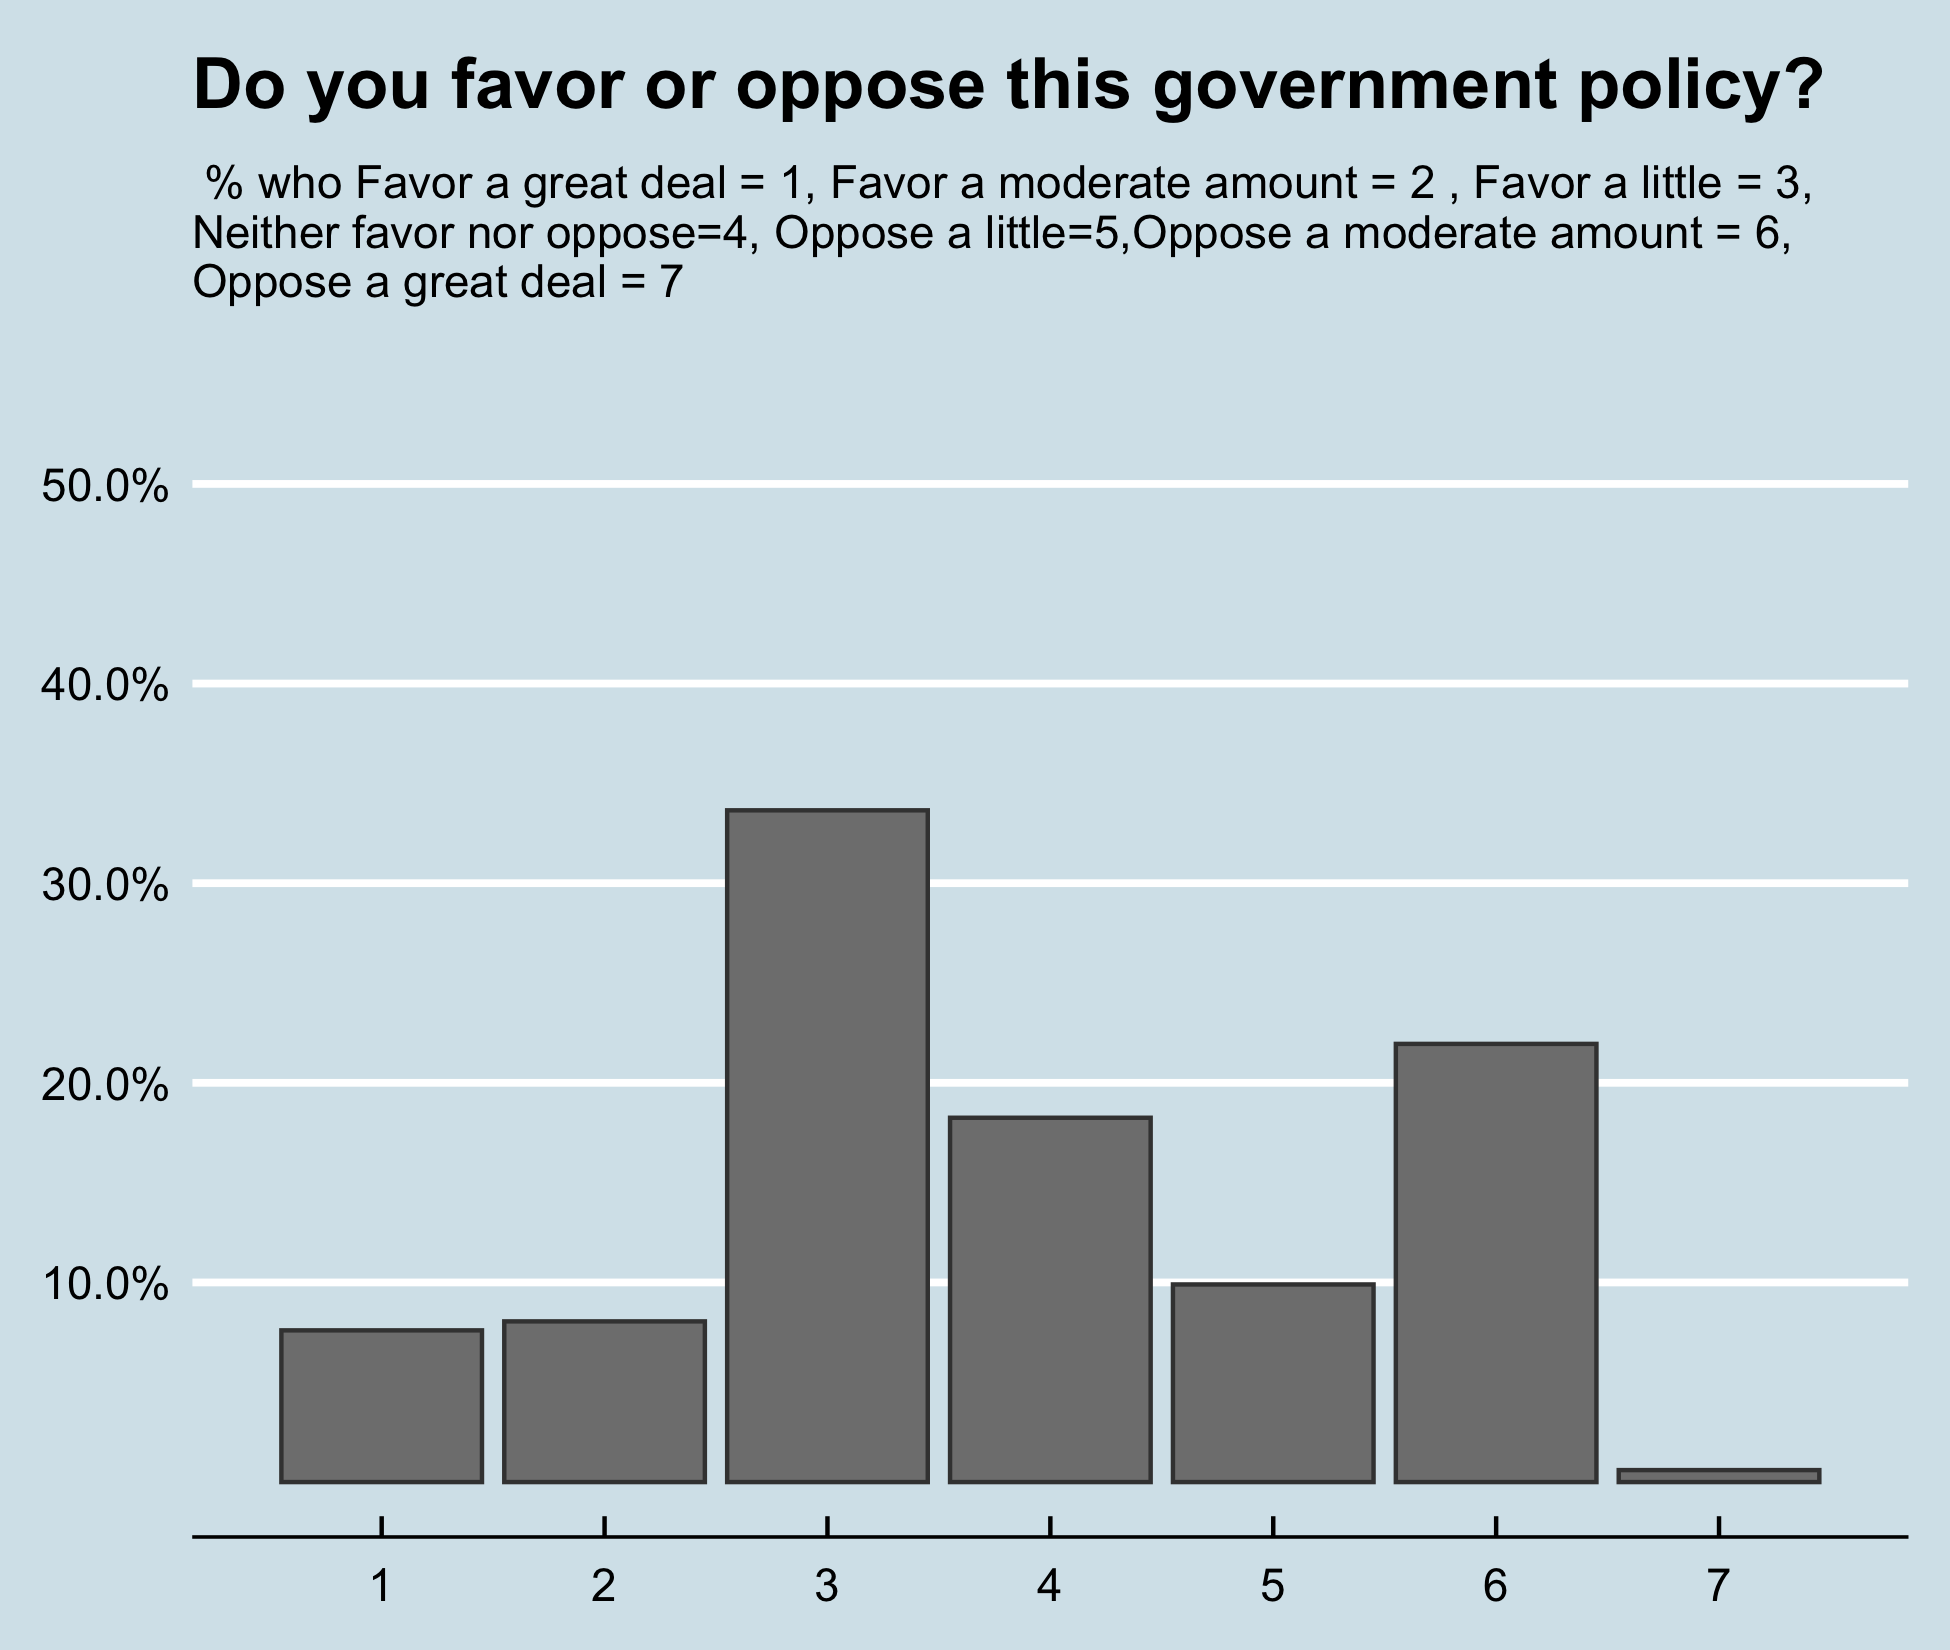 Do you favor or oppose this government policy?
% who Favor a great deal = 1, Favor a moderate amount = 2 , Favor a little = 3,
Neither favor nor oppose=4, Oppose a little=5,Oppose a moderate amount = 6,
Oppose a great deal = 7
50.0%
40.0%
30.0%
20.0%
10.0%
1 2 3 4 5 6 7